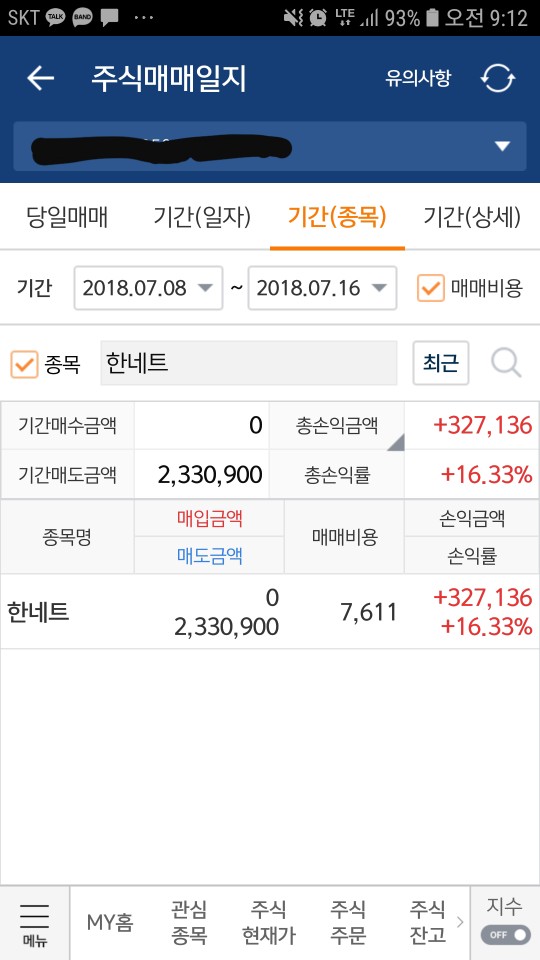 SKT TALK BAND ... LTE 93% 오전 9:12
주식매매일지 유의사항
당일매매 기간(일자) 기간(종목) 기간(상세)
기간 2018.07.08 ~ 2018.07.16 매매비용
종목 한네트 최근
기간매수금액 0 총손익금액 +327,136
기간매도금액 2,330,900 총손익률 +16.33%
종목명 매입금액 매매비용 손익금액
매도금액 손익률
한네트 0 7,611 +327,136
2,330,900 +16.33%
메뉴 MY홈 관심 주식 주식 주식 지수
종목 현재가 주문 잔고 > OFF